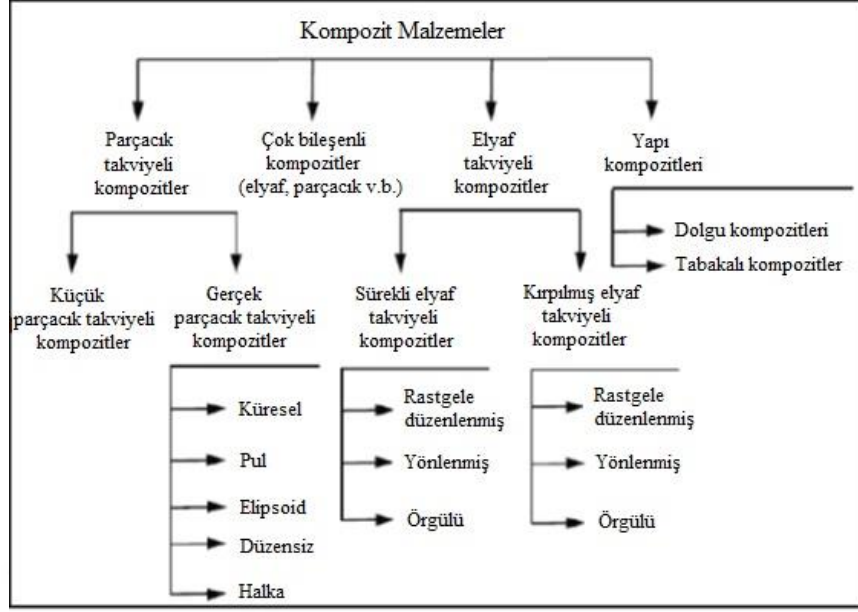 Kompozit Malzemeler
Parçacık
takviyeli
kompozitler
Çok bileşenli
kompozitler
(elyaf, parçacık v.b.)
Elyaf
takviyeli
kompozitler
Yapı
kompozitleri
Dolgu kompozitleri
Tabakalı kompozitler
Küçük
parçacık takviyeli
kompozitler
Gerçek
parçacık takviyeli
kompozitler
Sürekli elyaf
takviyeli
kompozitler
Kırpılmış elyaf
takviyeli
kompozitler
Küresel
Pul
Elipsoid
Düzensiz
Halka
Rastgele
düzenlenmiş
Yönlenmiş
Örgülü
Rastgele
düzenlenmiş
Yönlenmiş
Örgülü